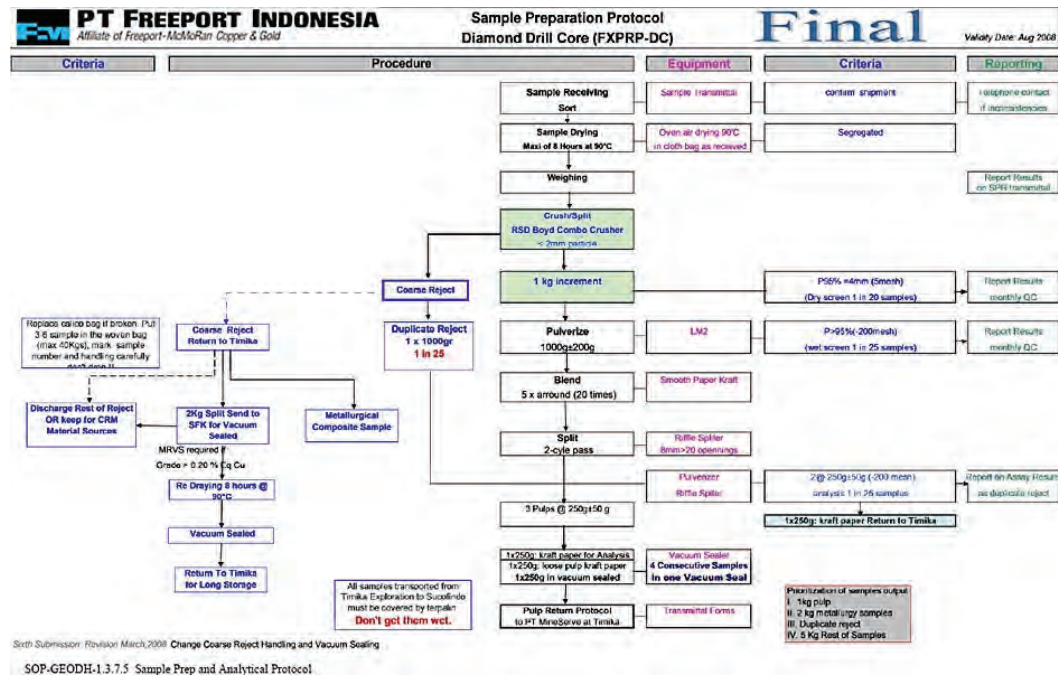 PT FREEPORT INDONESIA
Affiliate of Freeport-McMoRan Copper & Gold
Sample Preparation Protocol
Diamond Drill Core (FXPRP-DC)
Final
Validity Date: Aug 2008
Criteria
Procedure
Equipment
Criteria
Reporting
Sample Receiving
Sort
Sample Transmittal
confirm shipment
Telephone contact
if inconsistencies
Sample Drying
Maxi of 8 Hours at 90°C
Oven air drying 90°C
in cloth bag as received
Segregated
Weighing
Report Results
on SPR transmittal
Crush/Split
RSD Boyd Combo Crusher
< 2mm particle
Coarse Reject
1 kg increment
P95% =4mm (5mesh)
(Dry screen 1 in 20 samples)
Report Results
monthly QC
Replace calico bag if broken. Put
3-6 sample in the woven bag
(max 40Kgs), mark sample
number and handling carefully
don't drop !!
Coarse Reject
Return to Timika
Duplicate Reject
1 x 1000gr
1 in 25
Pulverize
1000g±200g
LM2
P>95%(-200mesh)
(wet screen 1 in 25 samples)
Report Results
monthly QC
Blend
5 x arround (20 times)
Smooth Paper Kraft
Discharge Rest of Reject
OR keep for CRM
Material Sources
2Kg Split Send to
SFK for Vacuum
Sealed
Metallurgical
Composite Sample
Split
2-cyle pass
Riffle Spliter
8mm>20 opennings
MRVS required if
Grade > 0.20 % Eq Cu
Pulverizer
Riffle Spliter
2@ 250g±50g (-200 mesh)
analysis 1 in 25 samples
Report on Assay Result
as duplicate reject
Re Draying 8 hours @
90°C
3 Pulps @ 250g±50 g
1x250g: kraft paper Return to Timika
Vacuum Sealed
1x250g: kraft paper for Analysis
1x250g: loose pulp kraft paper
1x250g in vacuum sealed
Vacuum Sealer
4 Consecutive Samples
in one Vacuum Seal
Return To Timika
for Long Storage
All samples transported from
Timika Exploration to Sucofindo
must be covered by terpalin
Don't get them wet.
Pulp Return Protocol
to PT MineServe at Timika
Transmittal Forms
Prioritization of samples output
I. 1kg pulp
II. 2 kg metallurgy samples
III. Duplicate reject
IV. 5 Kg Rest of Samples
Sixth Submission: Revision March,2008 Change Coarse Reject Handling and Vacuum Sealing
SOP-GEODH-1.3.7.5 Sample Prep and Analytical Protocol